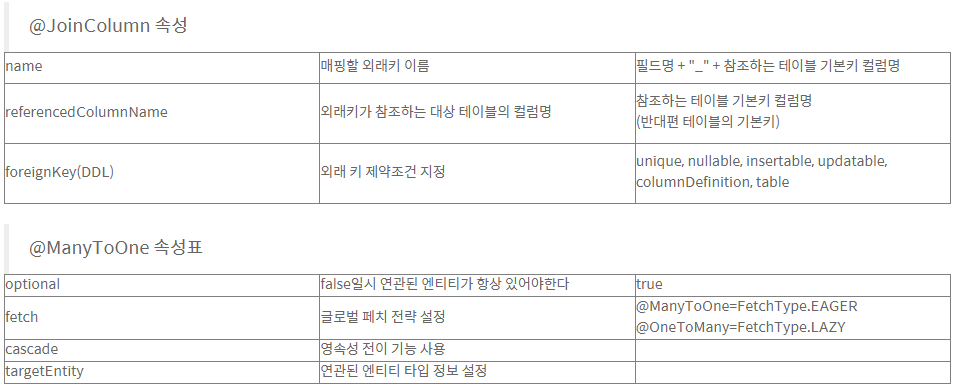 @JoinColumn 속성
name 매핑할 외래키 이름 필드명 + "_" + 참조하는 테이블 기본키 컬럼명
referencedColumnName 외래키가 참조하는 대상 테이블의 컬럼명 참조하는 테이블 기본키 컬럼명
(반대편 테이블의 기본키)
foreignKey(DDL) 외래 키 제약조건 지정 unique, nullable, insertable, updatable,
columnDefinition, table
@ManyToOne 속성표
optional false일시 연관된 엔티티가 항상 있어야한다 true
fetch 글로벌 페치 전략 설정 @ManyToOne=FetchType.EAGER
@OneToMany=FetchType.LAZY
cascade 영속성 전이 기능 사용
targetEntity 연관된 엔티티 타입 정보 설정